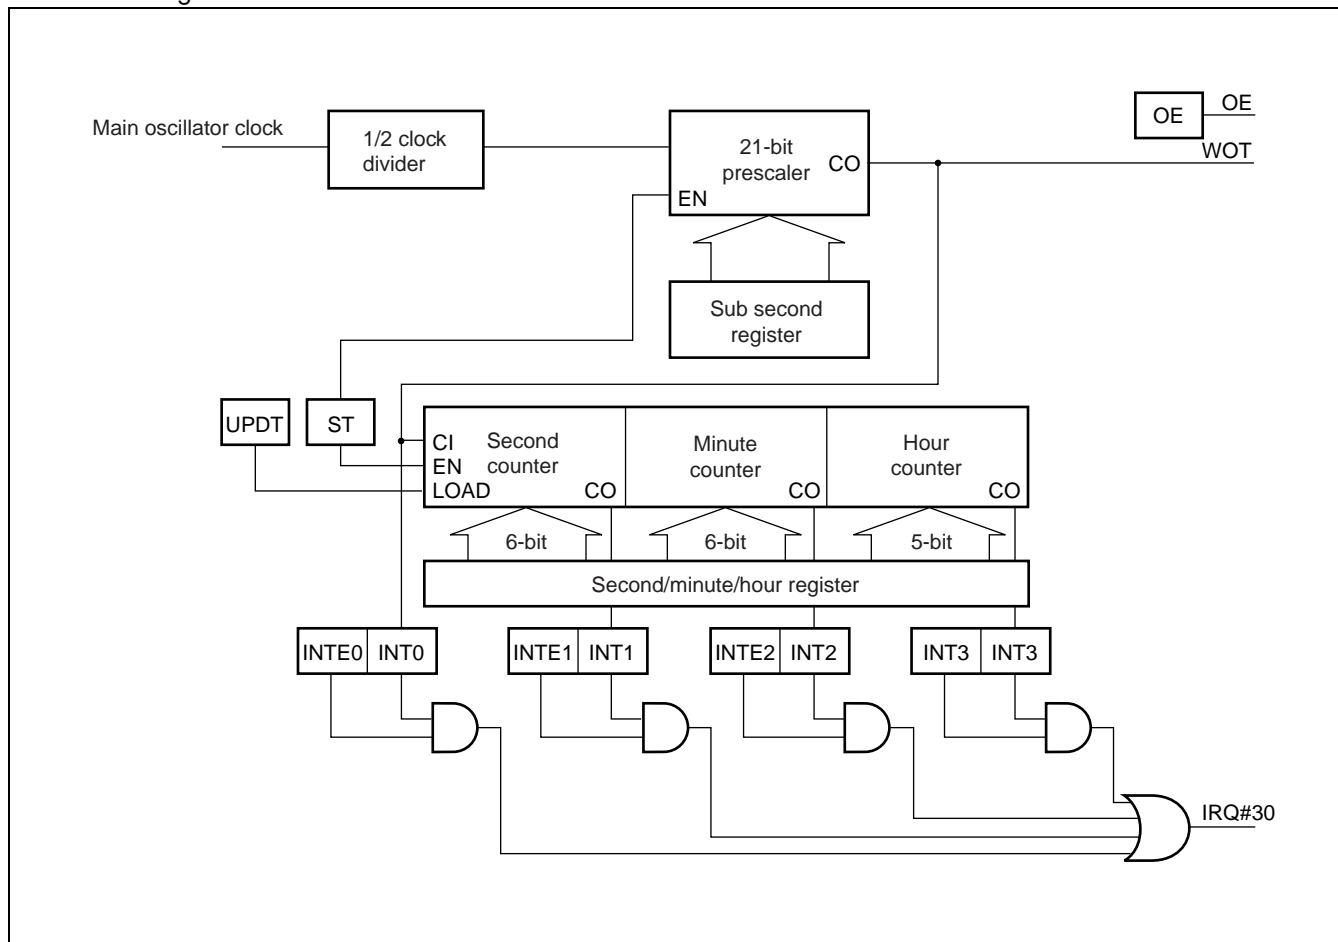 OE
OE
Main oscillator clock
1/2 clock
divider
21-bit
prescaler
CO
WOT
EN
Sub second
register
UPDT
ST
CI
EN
LOAD
Second
counter
CO
Minute
counter
CO
Hour
counter
CO
6-bit
6-bit
5-bit
Second/minute/hour register
INTE0 INT0
INTE1 INT1
INTE2 INT2
INT3 INT3
IRQ#30